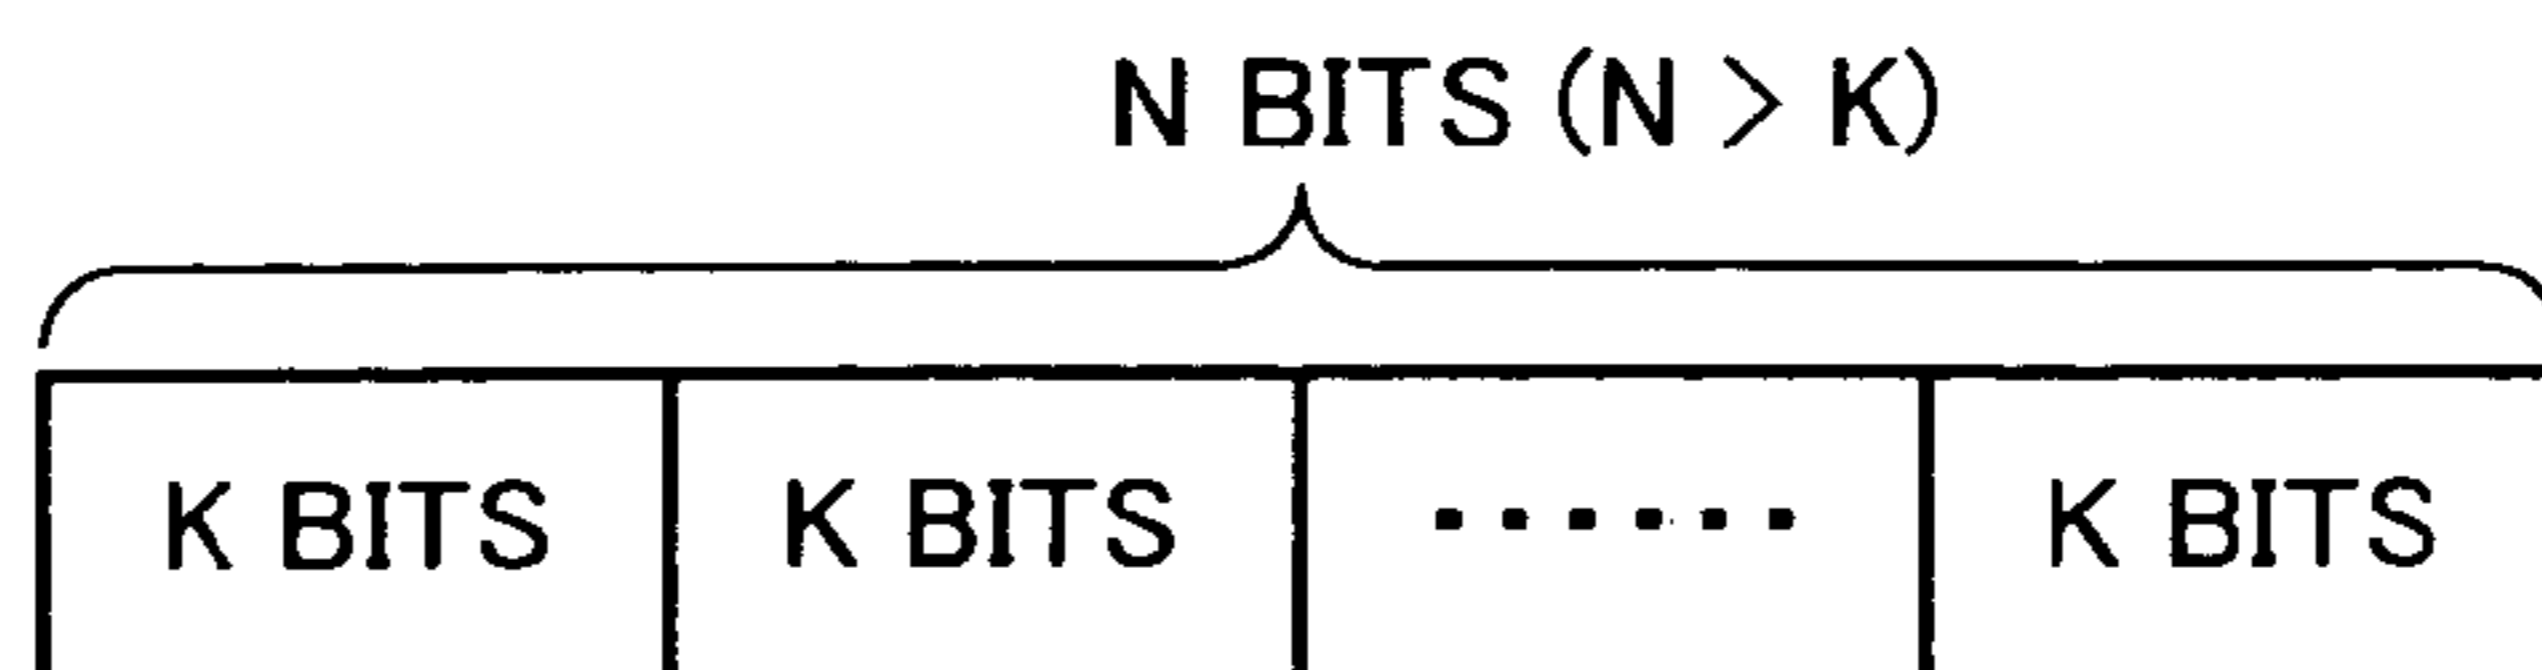 N BITS (N > K)
K BITS K BITS ...... K BITS